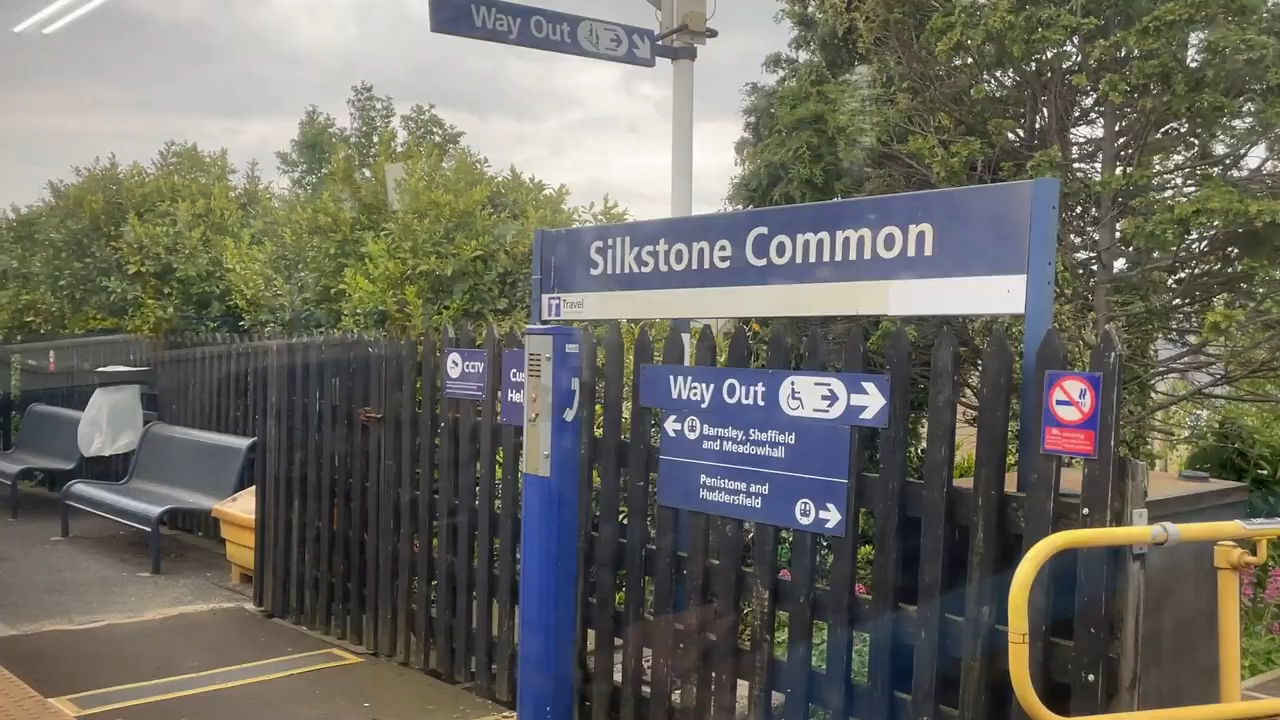 Way Out
Silkstone Common
Travel
CCTV
Way Out
Barnsley, Sheffield
and Meadowhall
Penistone and
Huddersfield